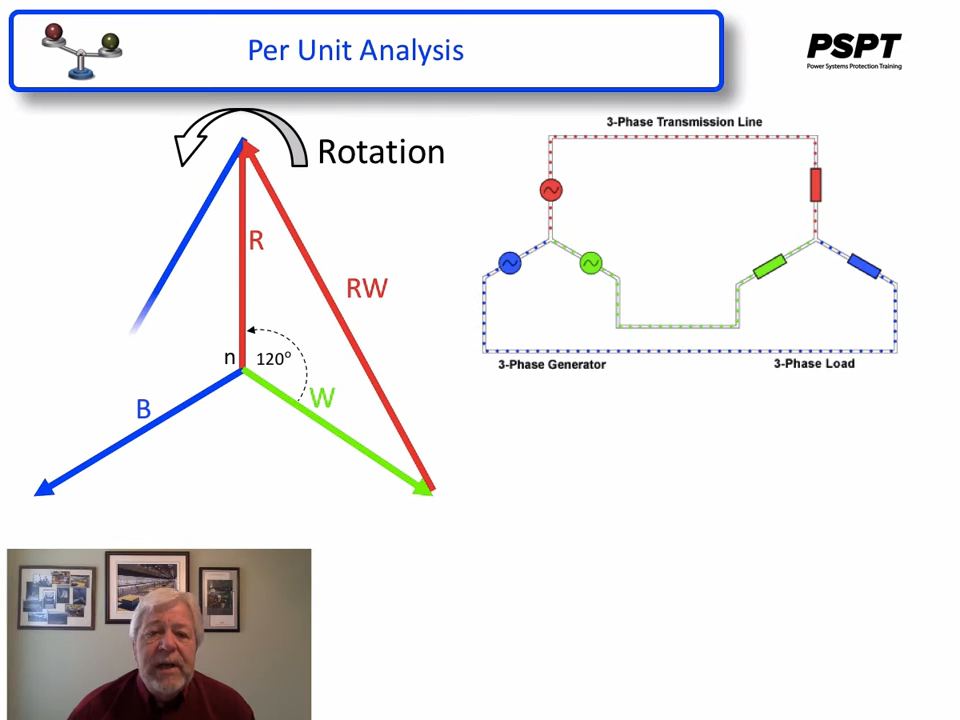 Per Unit Analysis
PSPT
Power Systems Protection Training
3-Phase Transmission Line
Rotation
R
RW
n
120º
W
B
3-Phase Generator
3-Phase Load